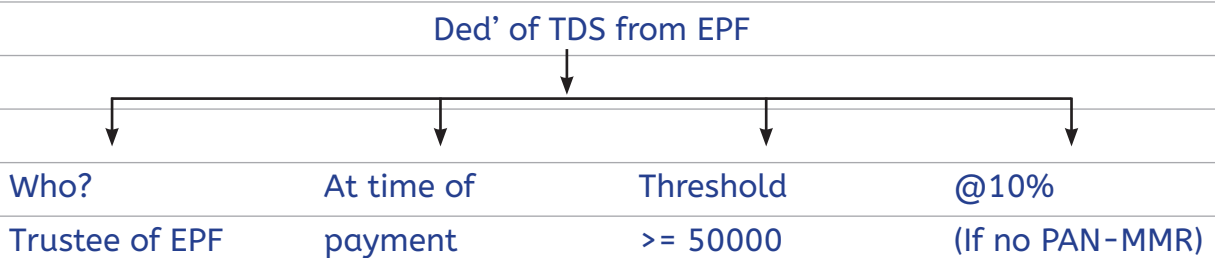 Ded' of TDS from EPF
Who? At time of Threshold @10%
Trustee of EPF payment >= 50000 (If no PAN-MMR)